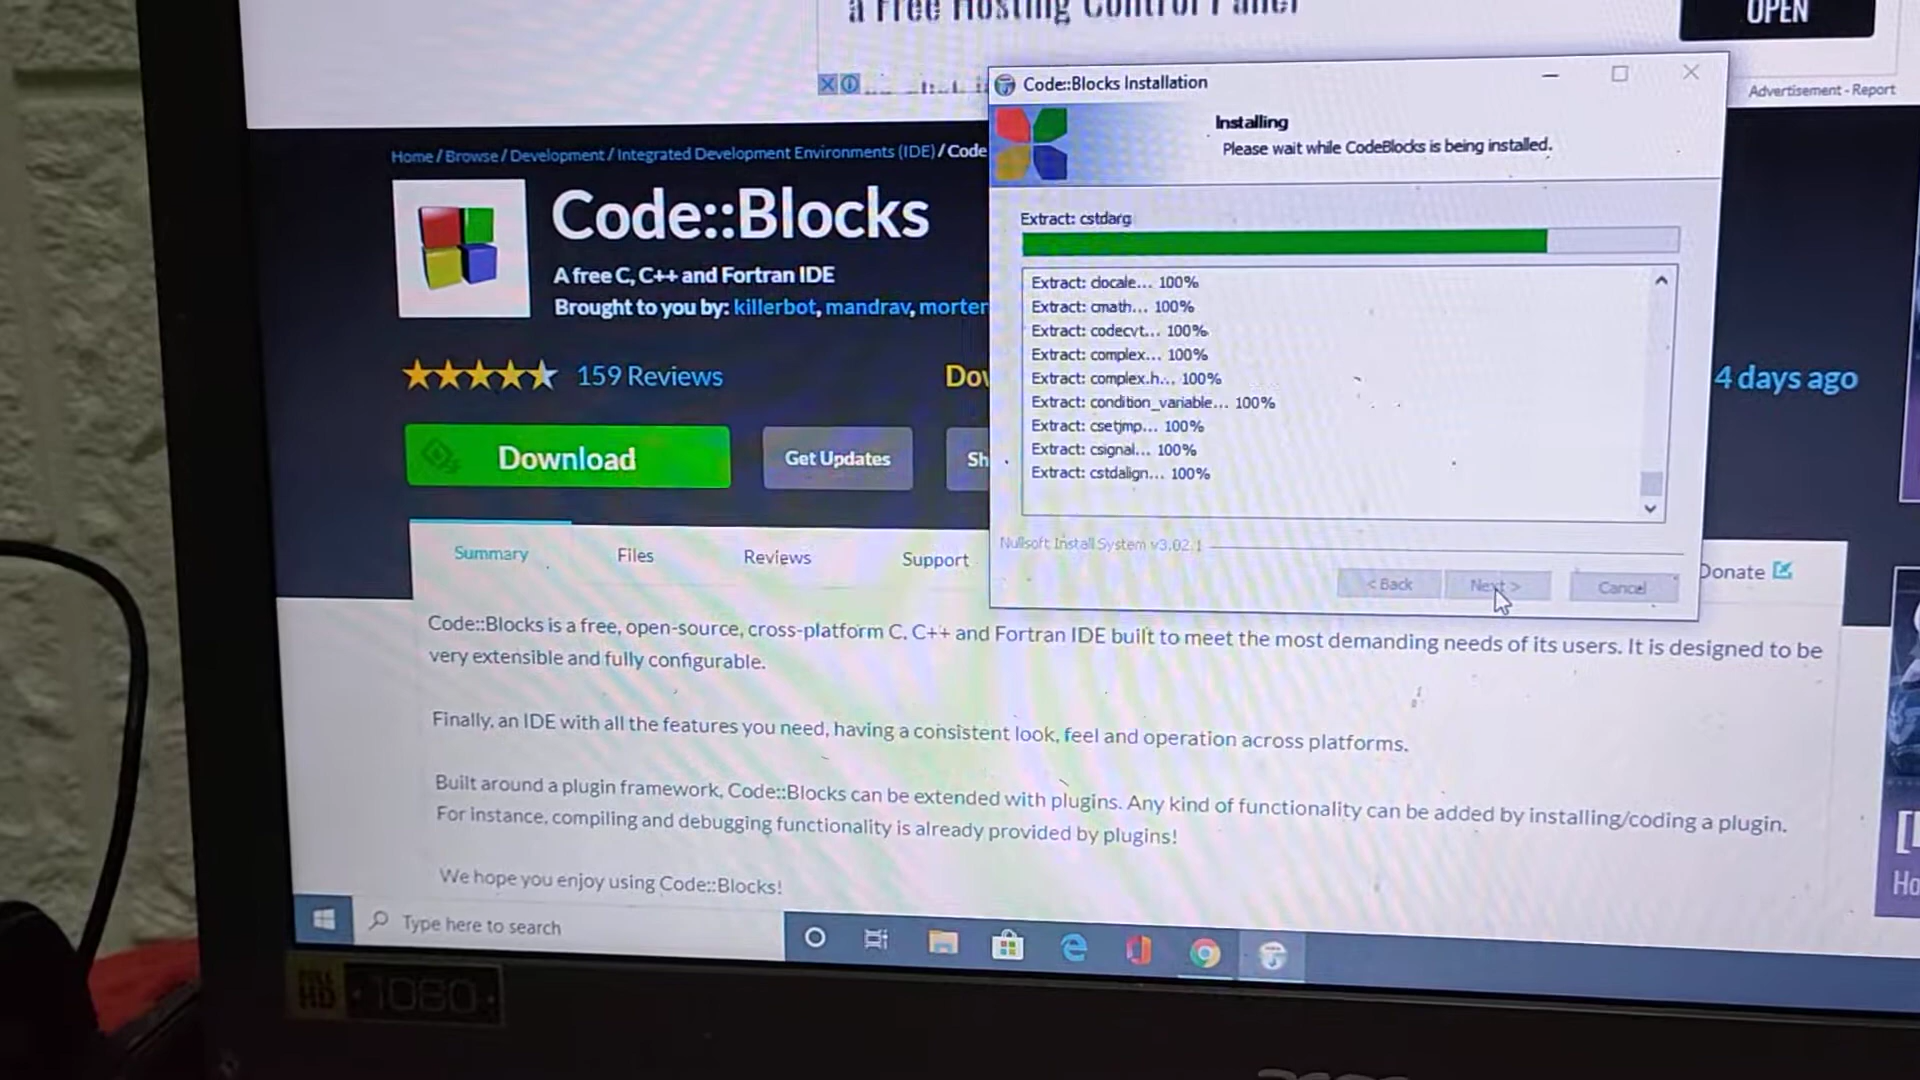 a Free Hosting Control Panel
OPEN
Advertisement - Report
Home / Browse / Development / Integrated Development Environments (IDE) / Code
Code::Blocks
A free C, C++ and Fortran IDE
Brought to you by: killerbot, mandrav, morten
159 Reviews
Dov
4 days ago
Download
Get Updates
Sh
Summary
Files
Reviews
Support
Donate
Code::Blocks Installation
Installing
Please wait while CodeBlocks is being installed.
Extract: cstdarg
Extract: clocale... 100%
Extract: cmath... 100%
Extract: codecvt... 100%
Extract: complex... 100%
Extract: complex.h... 100%
Extract: condition_variable... 100%
Extract: csetjmp... 100%
Extract: csignal... 100%
Extract: cstdalign... 100%
Nullsoft Install System v3.02.1
< Back
Next >
Cancel
Code::Blocks is a free, open-source, cross-platform C, C++ and Fortran IDE built to meet the most demanding needs of its users. It is designed to be
very extensible and fully configurable.
Finally, an IDE with all the features you need, having a consistent look, feel and operation across platforms.
Built around a plugin framework, Code::Blocks can be extended with plugins. Any kind of functionality can be added by installing/coding a plugin.
For instance, compiling and debugging functionality is already provided by plugins!
We hope you enjoy using Code::Blocks!
Ho
Type here to search
FULL HD 1080